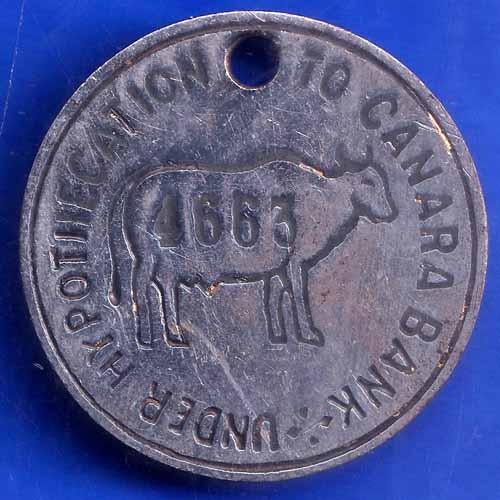 UNDER HYPOTHECATION TO CANARA BANK
4663